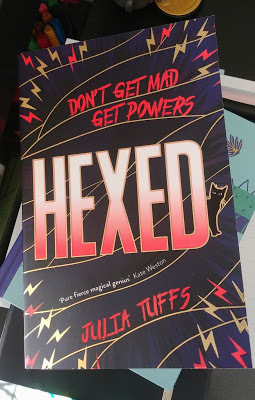 DON'T GET MAD
GET POWERS
HEXED
'Pure fierce magical genius' Kate Weston
JULIA TUFFS